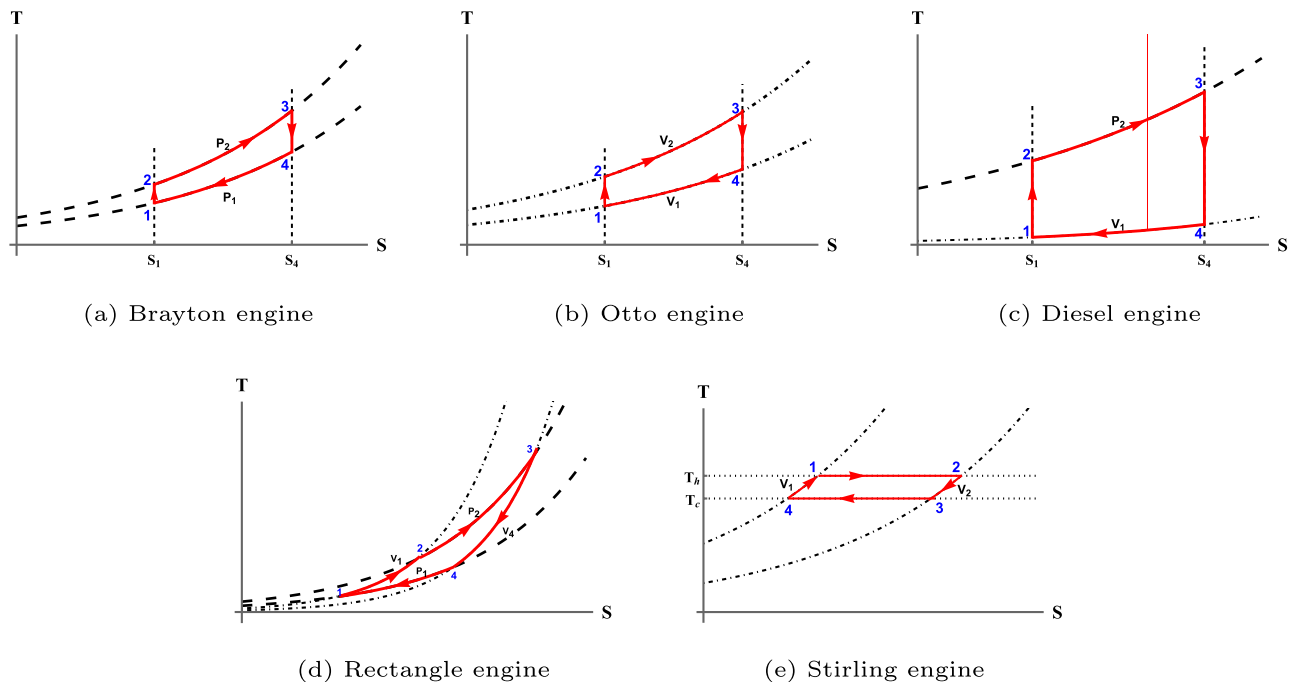 T
3
P₂
2
4
1
P₁
S
S₁
S₄
(a) Brayton engine
T
3
V₂
2
4
1
V₁
S
S₁
S₄
(b) Otto engine
T
3
P₂
2
1
V₁
4
S
S₁
S₄
(c) Diesel engine
T
3
P₂
V₄
2
V₁
P₁
1
4
S
(d) Rectangle engine
T
1
2
Tₕ
V₁
V₂
T꜀
4
3
S
(e) Stirling engine